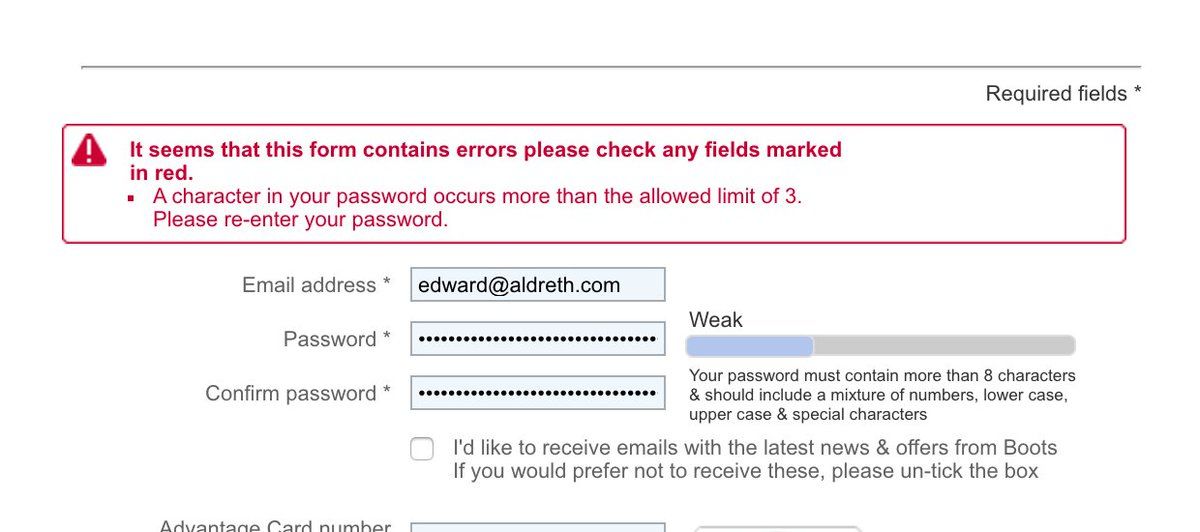 Required fields *
It seems that this form contains errors please check any fields marked
in red.
▪ A character in your password occurs more than the allowed limit of 3.
Please re-enter your password.
Email address * edward@aldreth.com
Weak
Password * ••••••••••••••••••••••••••••••••
Your password must contain more than 8 characters
Confirm password * ••••••••••••••••••••••••••••••••
& should include a mixture of numbers, lower case,
upper case & special characters
I'd like to receive emails with the latest news & offers from Boots
If you would prefer not to receive these, please un-tick the box
Advantage Card number